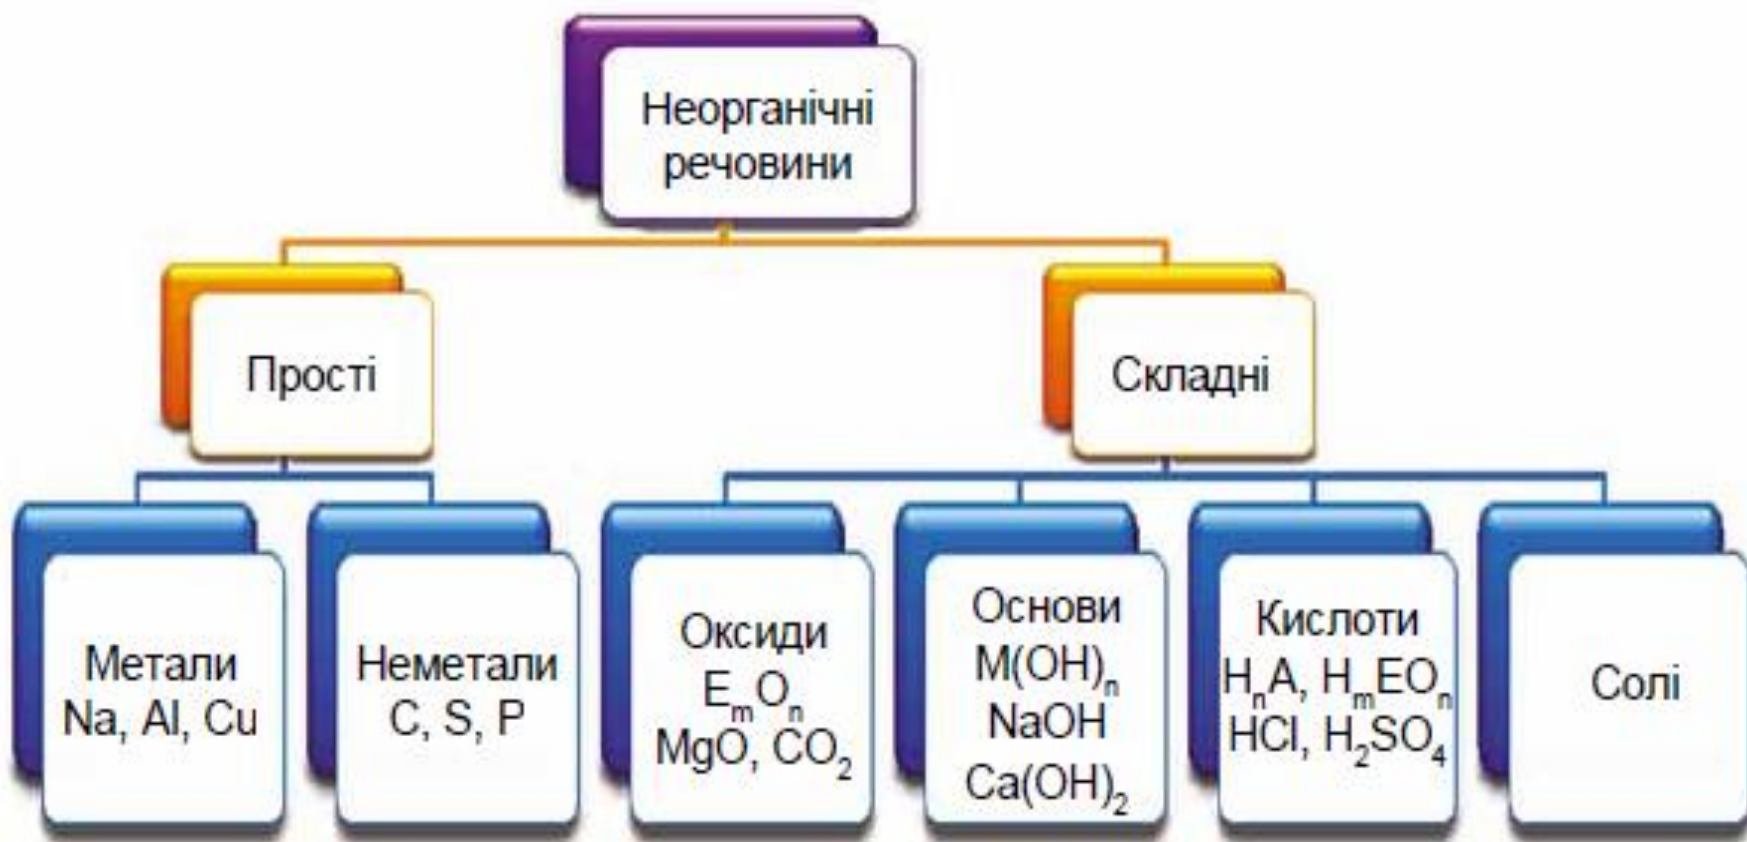 Неорганічні
речовини
Прості
Складні
Метали
Na, Al, Cu
Неметали
C, S, P
Оксиди
EₘOₙ
MgO, CO₂
Основи
M(OH)ₙ
NaOH
Ca(OH)₂
Кислоти
HₙA, HₘEOₙ
HCl, H₂SO₄
Солі